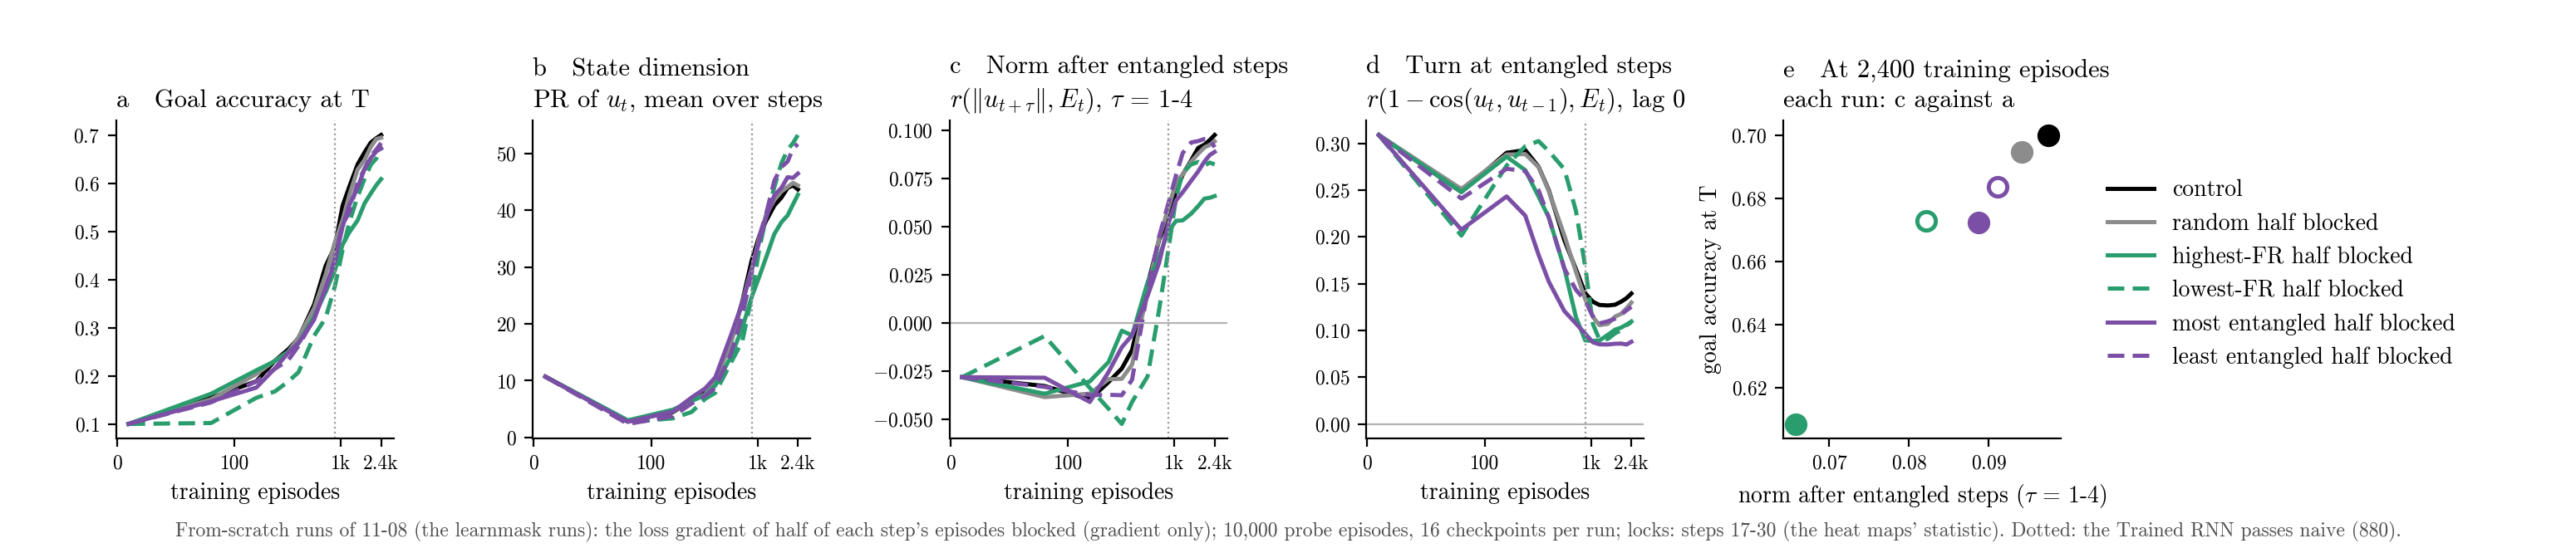 a Goal accuracy at T
0.7
0.6
0.5
0.4
0.3
0.2
0.1
0 100 1k 2.4k
training episodes
b State dimension
PR of u_t, mean over steps
50
40
30
20
10
0
0 100 1k 2.4k
training episodes
c Norm after entangled steps
r(‖u_{t+τ}‖, E_t), τ = 1-4
0.100
0.075
0.050
0.025
0.000
−0.025
−0.050
0 100 1k 2.4k
training episodes
d Turn at entangled steps
r(1 − cos(u_t, u_{t−1}), E_t), lag 0
0.30
0.25
0.20
0.15
0.10
0.05
0.00
0 100 1k 2.4k
training episodes
e At 2,400 training episodes
each run: c against a
goal accuracy at T
0.70
0.68
0.66
0.64
0.62
0.07 0.08 0.09
norm after entangled steps (τ = 1-4)
control
random half blocked
highest-FR half blocked
lowest-FR half blocked
most entangled half blocked
least entangled half blocked
From-scratch runs of 11-08 (the learnmask runs): the loss gradient of half of each step's episodes blocked (gradient only); 10,000 probe episodes, 16 checkpoints per run; locks: steps 17-30 (the heat maps' statistic). Dotted: the Trained RNN passes naive (880).